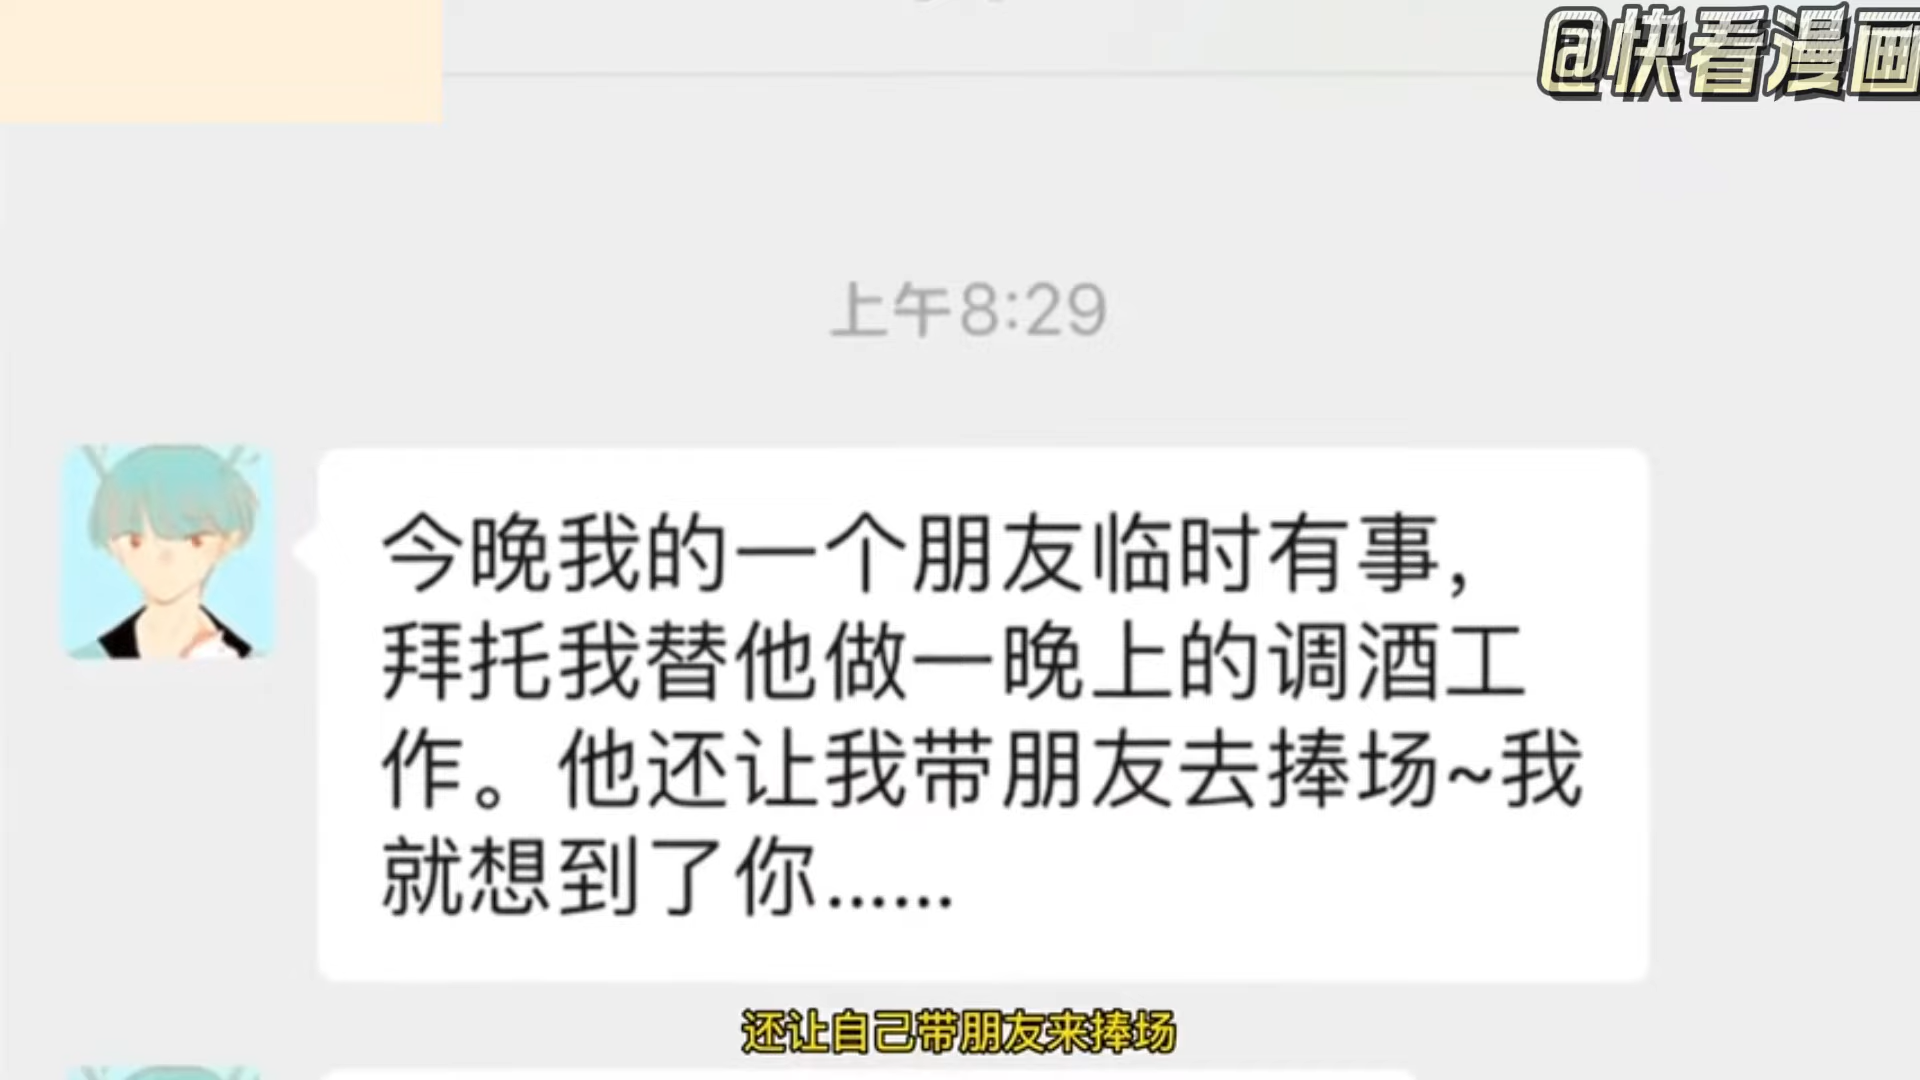 @快看漫画
上午8:29
今晚我的一个朋友临时有事，
拜托我替他做一晚上的调酒工
作。他还让我带朋友去捧场~我
就想到了你......
还让自己带朋友来捧场